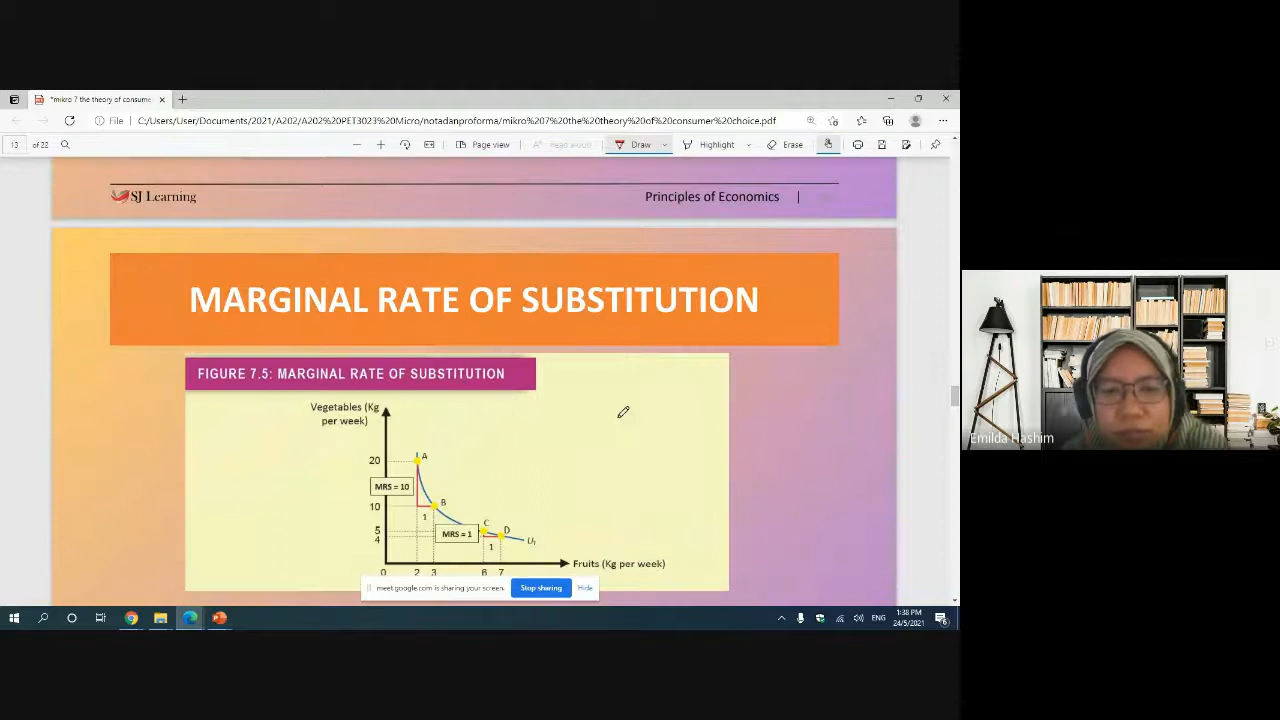 *mikro 7 the theory of consume
File
C:/Users/User/Documents/2021/A202/A202%20PET3023%20Micro/notadanproforma/mikro%207%20the%20theory%20of%20consumer%20choice.pdf
13 of 22
Page view
Read aloud
Draw
Highlight
Erase
SJ Learning
Principles of Economics |
MARGINAL RATE OF SUBSTITUTION
FIGURE 7.5: MARGINAL RATE OF SUBSTITUTION
Vegetables (Kg
per week)
20
A
MRS = 10
10
B
1
5
C
D
4
MRS = 1
1
U₁
Fruits (Kg per week)
0 2 3 6 7
meet.google.com is sharing your screen.
Stop sharing
Hide
Emilda Hashim
ENG
1:38 PM
24/5/2021
6